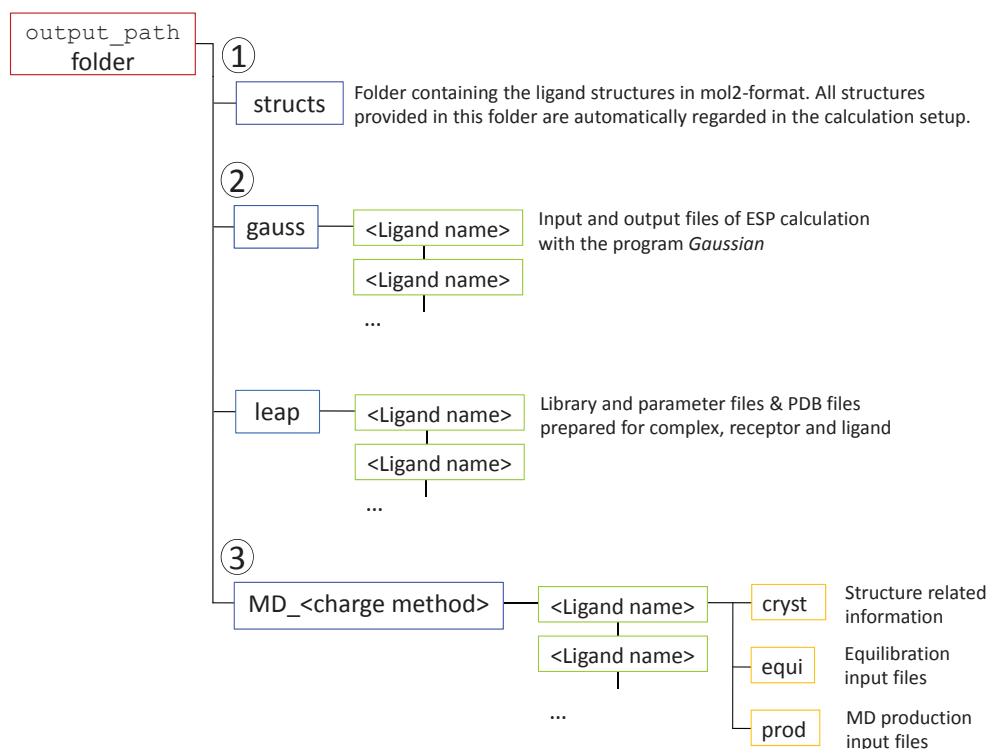 output_path
folder
1
structs
Folder containing the ligand structures in mol2-format. All structures
provided in this folder are automatically regarded in the calculation setup.
2
gauss
<Ligand name>
<Ligand name>
...
Input and output files of ESP calculation
with the program Gaussian
leap
<Ligand name>
<Ligand name>
...
Library and parameter files & PDB files
prepared for complex, receptor and ligand
3
MD_<charge method>
<Ligand name>
<Ligand name>
...
cryst
Structure related
information
equi
Equilibration
input files
prod
MD production
input files